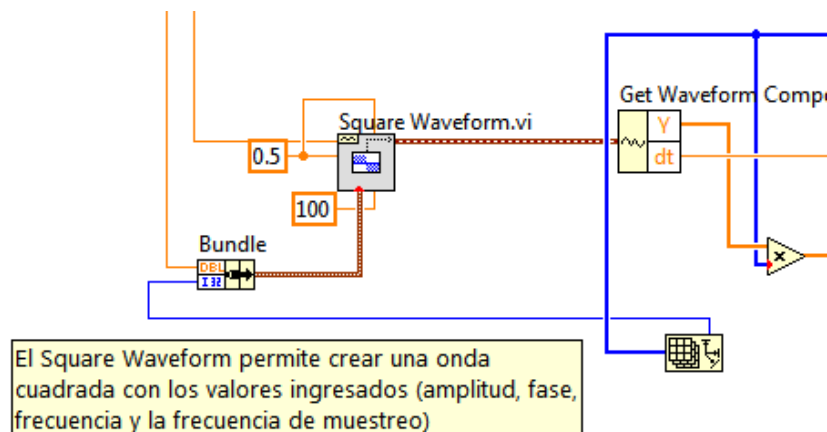 Get Waveform Compo
Square Waveform.vi
Y
0.5
dt
100
Bundle
DBL
I32
x
El Square Waveform permite crear una onda
cuadrada con los valores ingresados (amplitud, fase,
frecuencia y la frecuencia de muestreo)